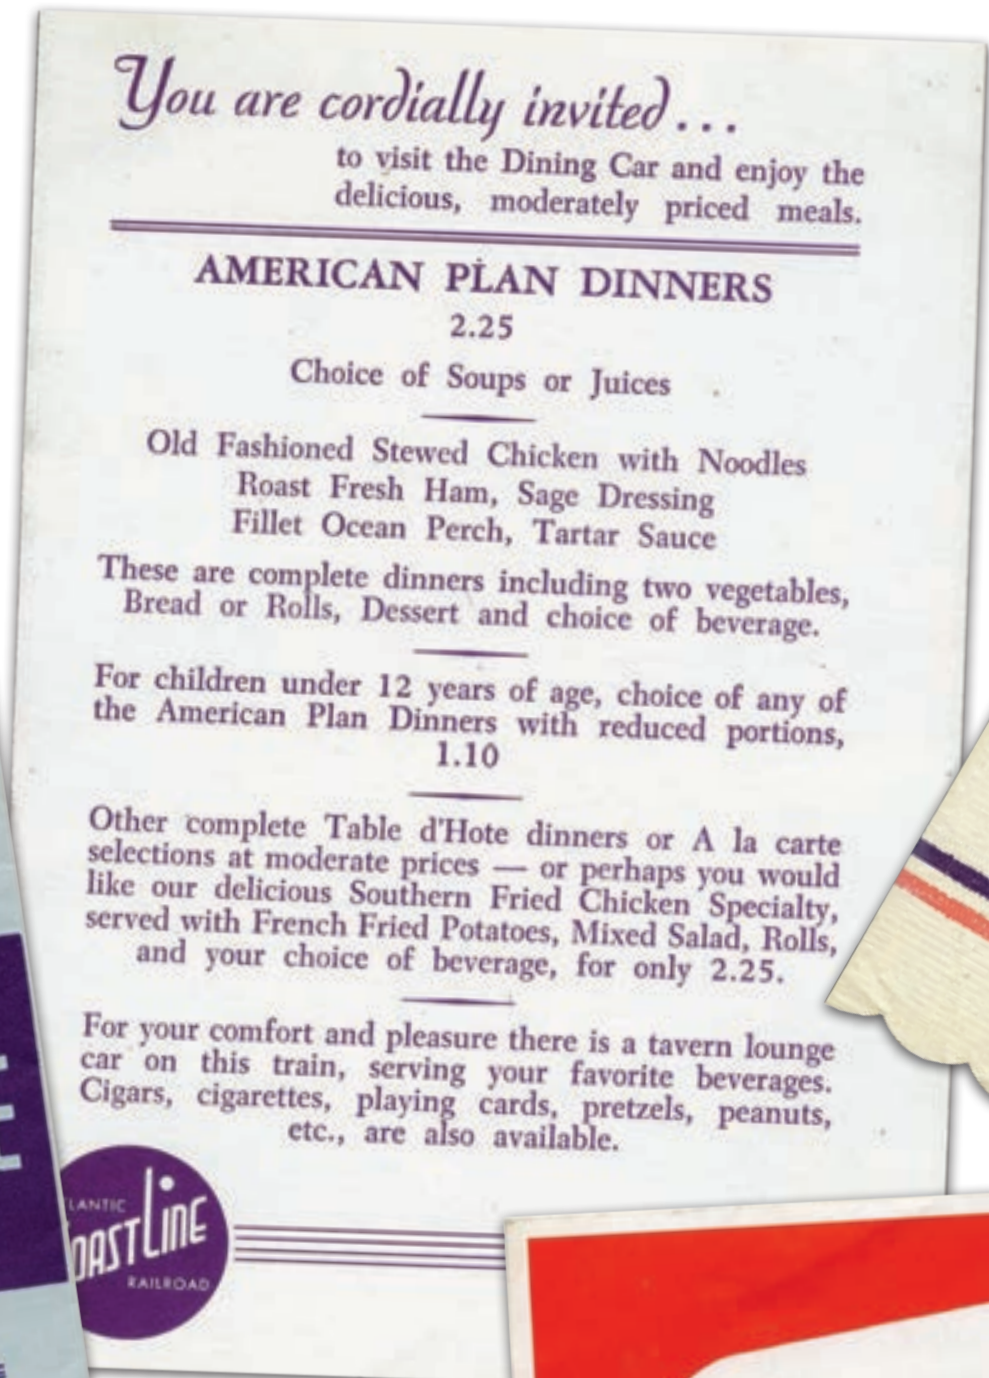 You are cordially invited...
to visit the Dining Car and enjoy the
delicious, moderately priced meals.
AMERICAN PLAN DINNERS
2.25
Choice of Soups or Juices
Old Fashioned Stewed Chicken with Noodles
Roast Fresh Ham, Sage Dressing
Fillet Ocean Perch, Tartar Sauce
These are complete dinners including two vegetables,
Bread or Rolls, Dessert and choice of beverage.
For children under 12 years of age, choice of any of
the American Plan Dinners with reduced portions,
1.10
Other complete Table d'Hote dinners or A la carte
selections at moderate prices — or perhaps you would
like our delicious Southern Fried Chicken Specialty,
served with French Fried Potatoes, Mixed Salad, Rolls,
and your choice of beverage, for only 2.25.
For your comfort and pleasure there is a tavern lounge
car on this train, serving your favorite beverages.
Cigars, cigarettes, playing cards, pretzels, peanuts,
etc., are also available.
LANTIC
OAST LINE
RAILROAD